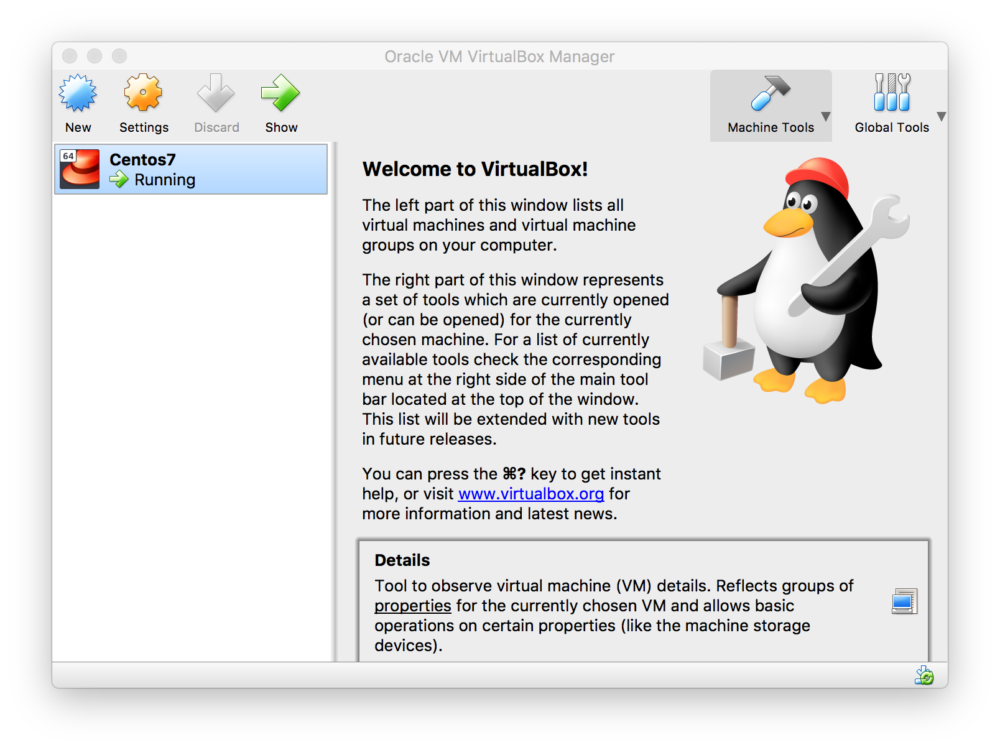 Oracle VM VirtualBox Manager
New
Settings
Discard
Show
Machine Tools
Global Tools
64
Centos7
Running
Welcome to VirtualBox!
The left part of this window lists all
virtual machines and virtual machine
groups on your computer.
The right part of this window represents
a set of tools which are currently opened
(or can be opened) for the currently
chosen machine. For a list of currently
available tools check the corresponding
menu at the right side of the main tool
bar located at the top of the window.
This list will be extended with new tools
in future releases.
You can press the ⌘? key to get instant
help, or visit www.virtualbox.org for
more information and latest news.
Details
Tool to observe virtual machine (VM) details. Reflects groups of
properties for the currently chosen VM and allows basic
operations on certain properties (like the machine storage
devices).